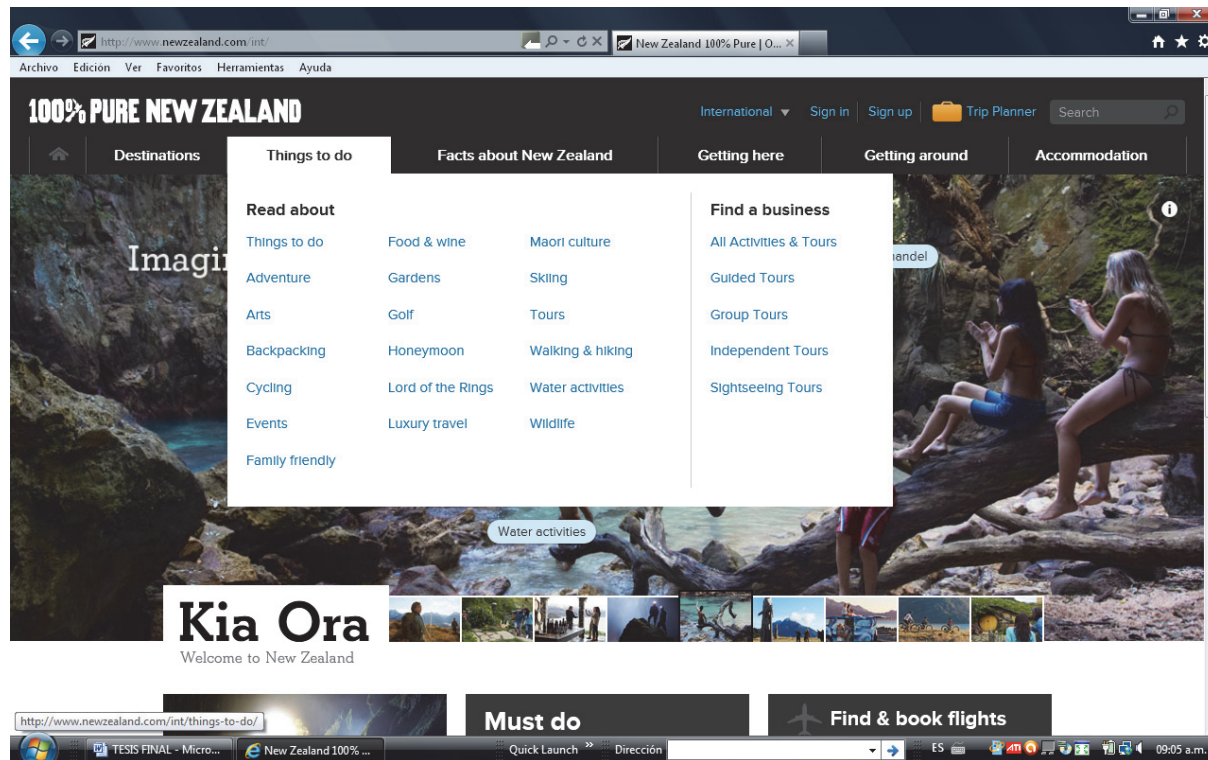 http://www.newzealand.com/int/
New Zealand 100% Pure | O...
Archivo Edición Ver Favoritos Herramientas Ayuda
100% PURE NEW ZEALAND
International Sign in Sign up Trip Planner Search
Destinations Things to do Facts about New Zealand Getting here Getting around Accommodation
Read about
Things to do Food & wine Maori culture
Adventure Gardens Skiing
Arts Golf Tours
Backpacking Honeymoon Walking & hiking
Cycling Lord of the Rings Water activities
Events Luxury travel Wildlife
Family friendly
Find a business
All Activities & Tours
Guided Tours
Group Tours
Independent Tours
Sightseeing Tours
Imagi
andel
Water activities
Kia Ora
Welcome to New Zealand
Must do
Find & book flights
http://www.newzealand.com/int/things-to-do/
TESIS FINAL - Micro... New Zealand 100% ... Quick Launch » Dirección ES ATI 09:05 a.m.